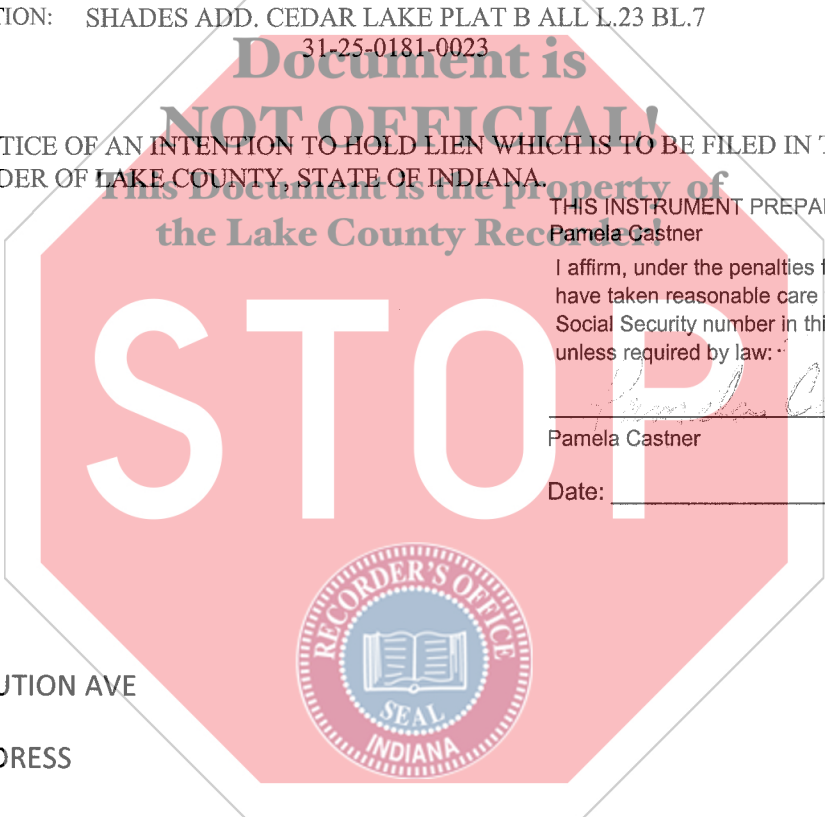 TION: SHADES ADD. CEDAR LAKE PLAT B ALL L.23 BL.7
31-25-0181-0023
Document is
NOT OFFICIAL!
TICE OF AN INTENTION TO HOLD LIEN WHICH IS TO BE FILED IN T
DER OF LAKE COUNTY, STATE OF INDIANA.
This Document is the property of
the Lake County Recorder!
THIS INSTRUMENT PREPA
Pamela Castner
I affirm, under the penalties f
have taken reasonable care
Social Security number in thi
unless required by law:
Pamela C
Pamela Castner
Date:
STOP
RECORDER'S OFFICE
SEAL
INDIANA
UTION AVE
DRESS